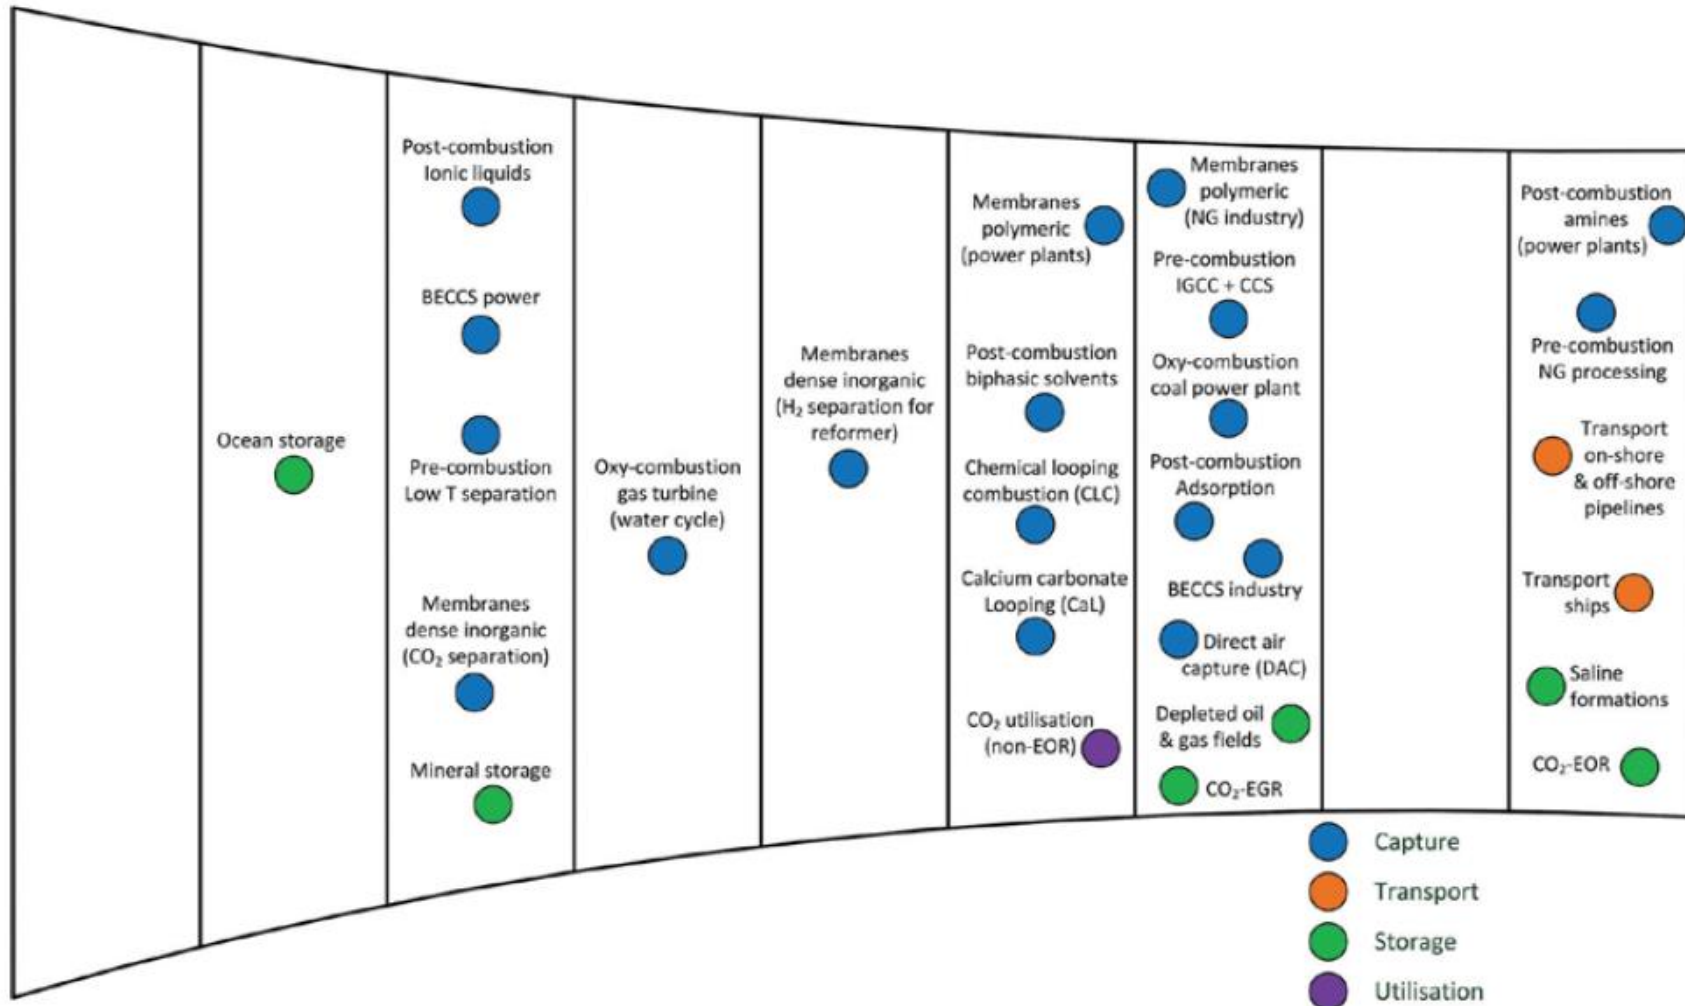 Ocean storage
Post-combustion
Ionic liquids
BECCS power
Pre-combustion
Low T separation
Membranes
dense inorganic
(CO₂ separation)
Mineral storage
Oxy-combustion
gas turbine
(water cycle)
Membranes
dense inorganic
(H₂ separation for
reformer)
Membranes
polymeric
(power plants)
Post-combustion
biphasic solvents
Chemical looping
combustion (CLC)
Calcium carbonate
Looping (CaL)
CO₂ utilisation
(non-EOR)
Membranes
polymeric
(NG industry)
Pre-combustion
IGCC + CCS
Oxy-combustion
coal power plant
Post-combustion
Adsorption
BECCS industry
Direct air
capture (DAC)
Depleted oil
& gas fields
CO₂-EGR
Post-combustion
amines
(power plants)
Pre-combustion
NG processing
Transport
on-shore
& off-shore
pipelines
Transport
ships
Saline
formations
CO₂-EOR
Capture
Transport
Storage
Utilisation